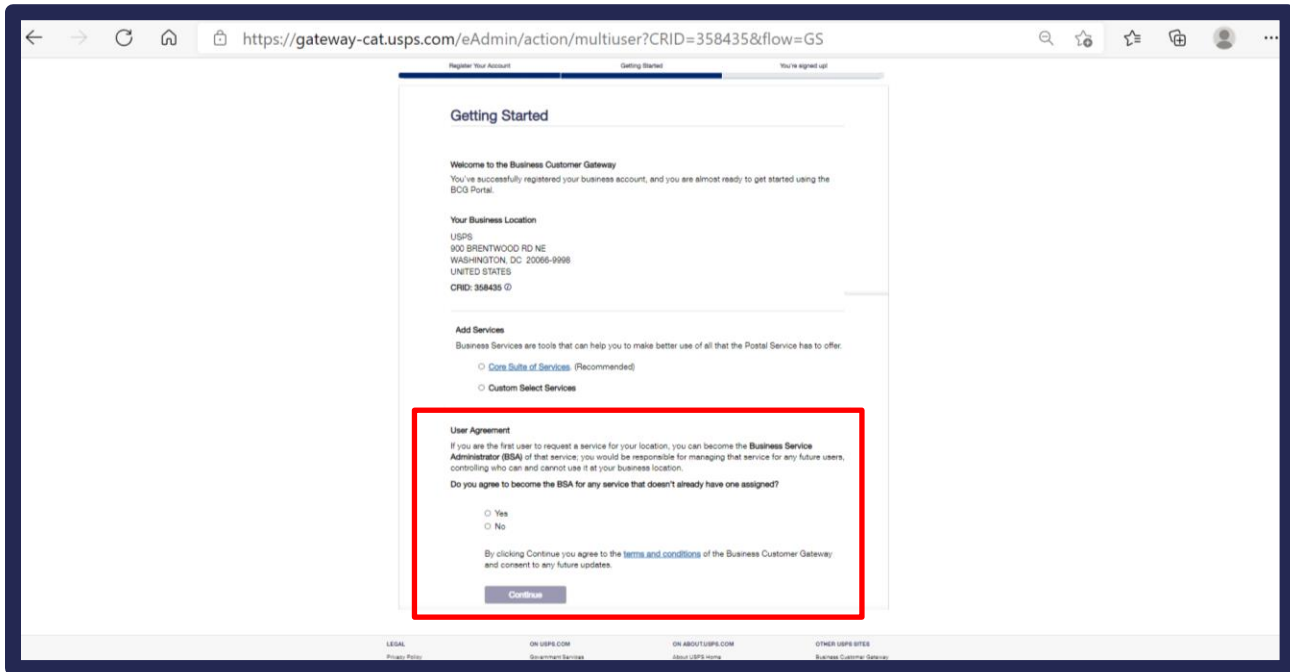 https://gateway-cat.usps.com/eAdmin/action/multiuser?CRID=358435&flow=GS
Register Your Account Getting Started You're signed up!
Getting Started
Welcome to the Business Customer Gateway
You've successfully registered your business account, and you are almost ready to get started using the
BCG Portal.
Your Business Location
USPS
900 BRENTWOOD RD NE
WASHINGTON, DC 20066-9998
UNITED STATES
CRID: 358435
Add Services
Business Services are tools that can help you to make better use of all that the Postal Service has to offer.
Core Suite of Services. (Recommended)
Custom Select Services
User Agreement
If you are the first user to request a service for your location, you can become the Business Service
Administrator (BSA) of that service; you would be responsible for managing that service for any future users,
controlling who can and cannot use it at your business location.
Do you agree to become the BSA for any service that doesn't already have one assigned?
Yes
No
By clicking Continue you agree to the terms and conditions of the Business Customer Gateway
and consent to any future updates.
Continue
LEGAL ON USPS.COM ON ABOUT.USPS.COM OTHER USPS SITES
Privacy Policy Government Services About USPS Home Business Customer Gateway